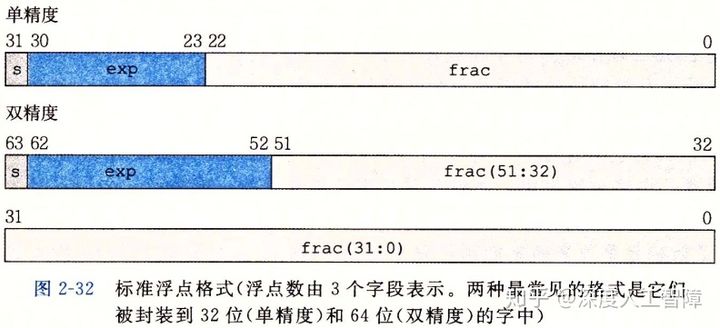 单精度
31 30 23 22 0
s exp frac
双精度
63 62 52 51 32
s exp frac(51:32)
31 0
frac(31:0)
图 2-32 标准浮点格式(浮点数由 3 个字段表示。两种最常见的格式是它们
被封装到 32 位(单精度)和 64 位(双精度)的字中)
知乎 @深度人工智障